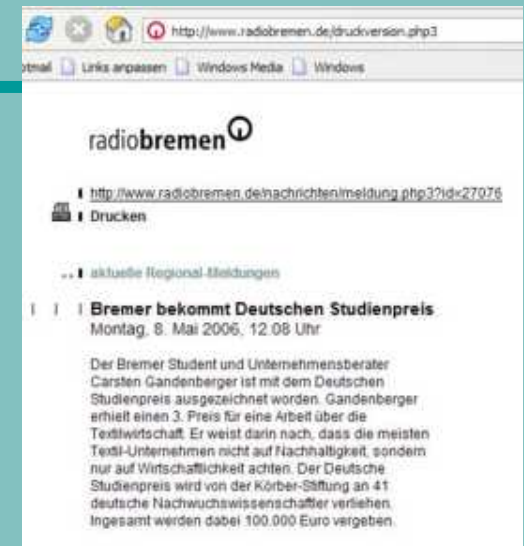 http://www.radiobremen.de/druckversion.php3
otmail Links anpassen Windows Media Windows
radiobremen
http://www.radiobremen.de/nachrichten/meldung.php3?id=27076
Drucken
aktuelle Regional-Meldungen
Bremer bekommt Deutschen Studienpreis
Montag, 8. Mai 2006, 12.08 Uhr
Der Bremer Student und Unternehmensberater
Carsten Gandenberger ist mit dem Deutschen
Studienpreis ausgezeichnet worden. Gandenberger
erhielt einen 3. Preis für eine Arbeit über die
Textilwirtschaft. Er weist darin nach, dass die meisten
Textil-Unternehmen nicht auf Nachhaltigkeit, sondern
nur auf Wirtschaftlichkeit achten. Der Deutsche
Studienpreis wird von der Körber-Stiftung an 41
deutsche Nachwuchswissenschaftler verliehen.
Ingesamt werden dabei 100.000 Euro vergeben.